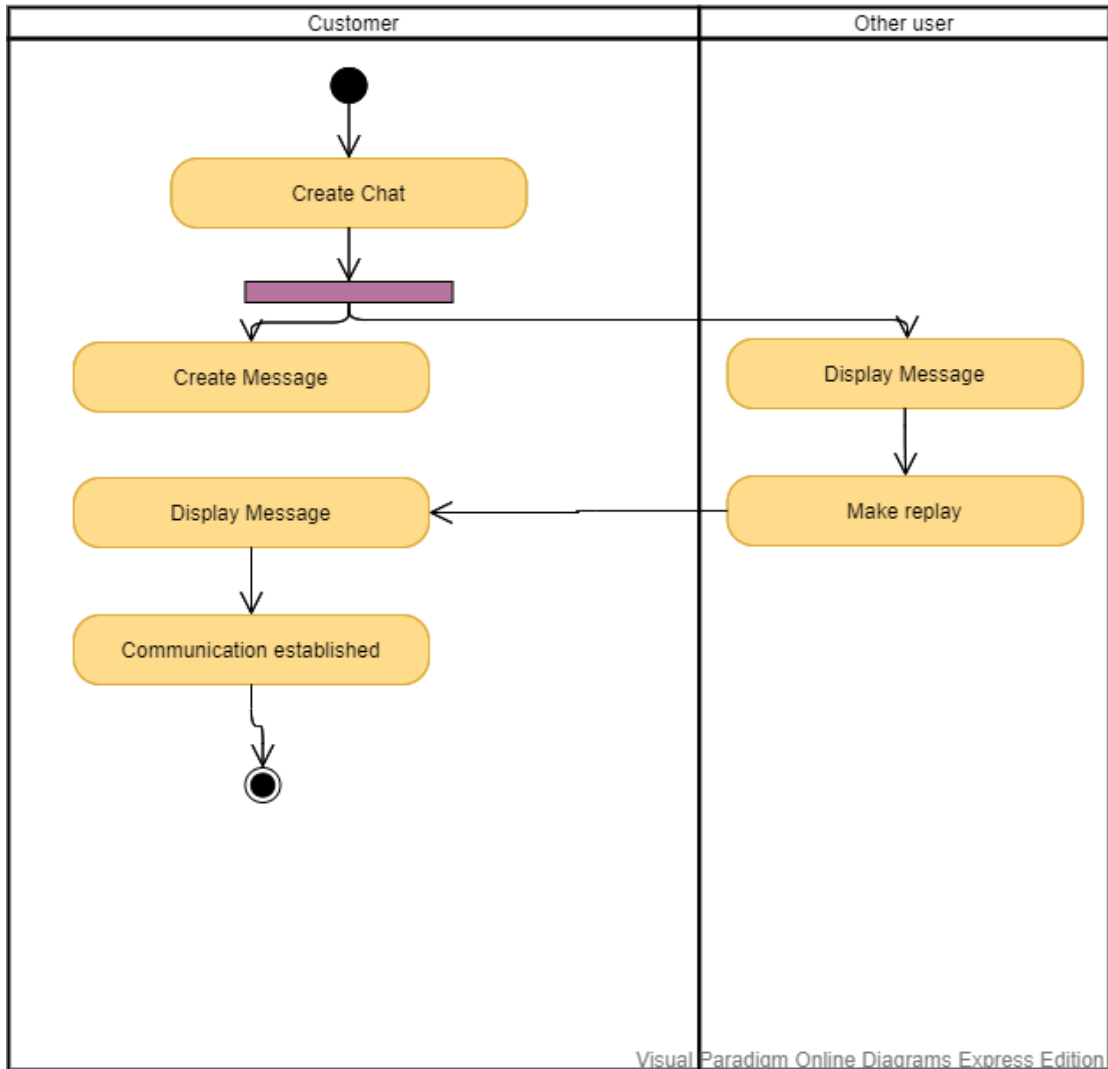 Customer
Other user
Create Chat
Create Message
Display Message
Display Message
Make replay
Communication established
Visual Paradigm Online Diagrams Express Edition